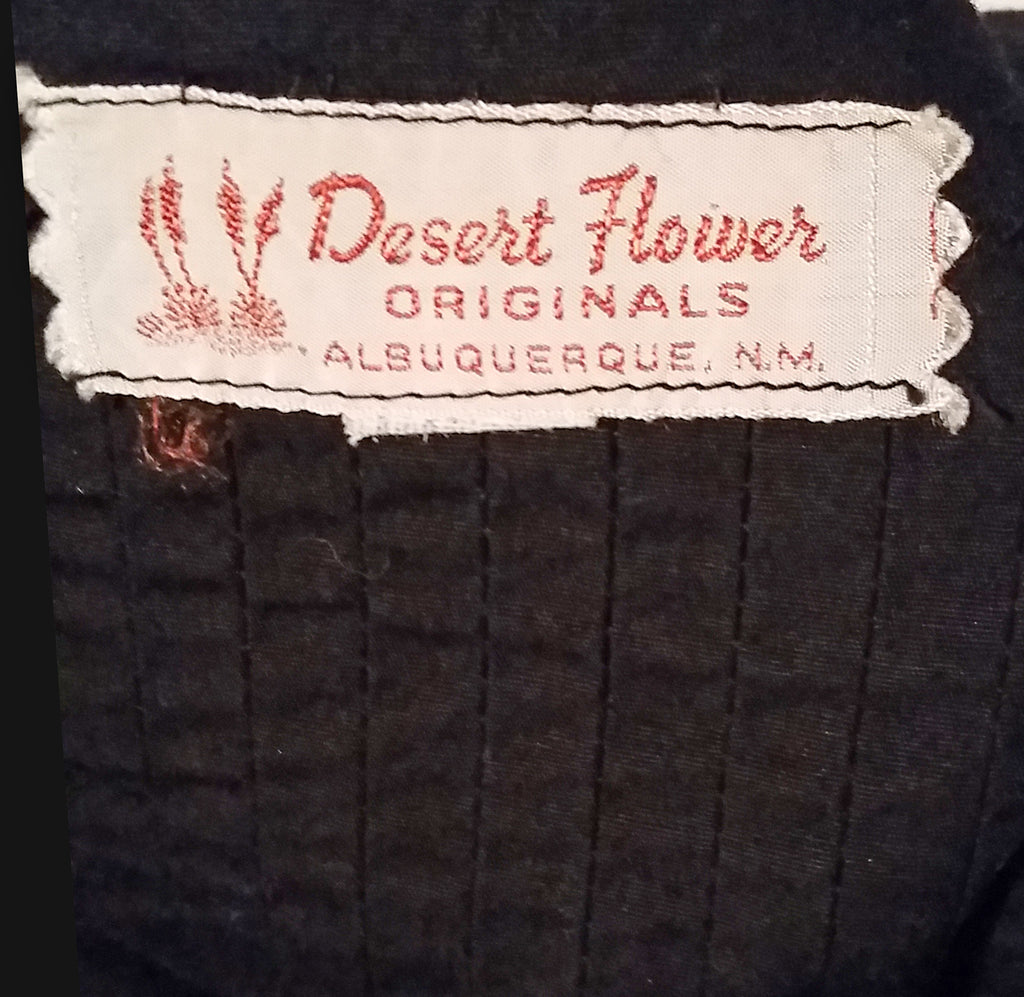 Desert Flower
ORIGINALS
ALBUQUERQUE, N.M.